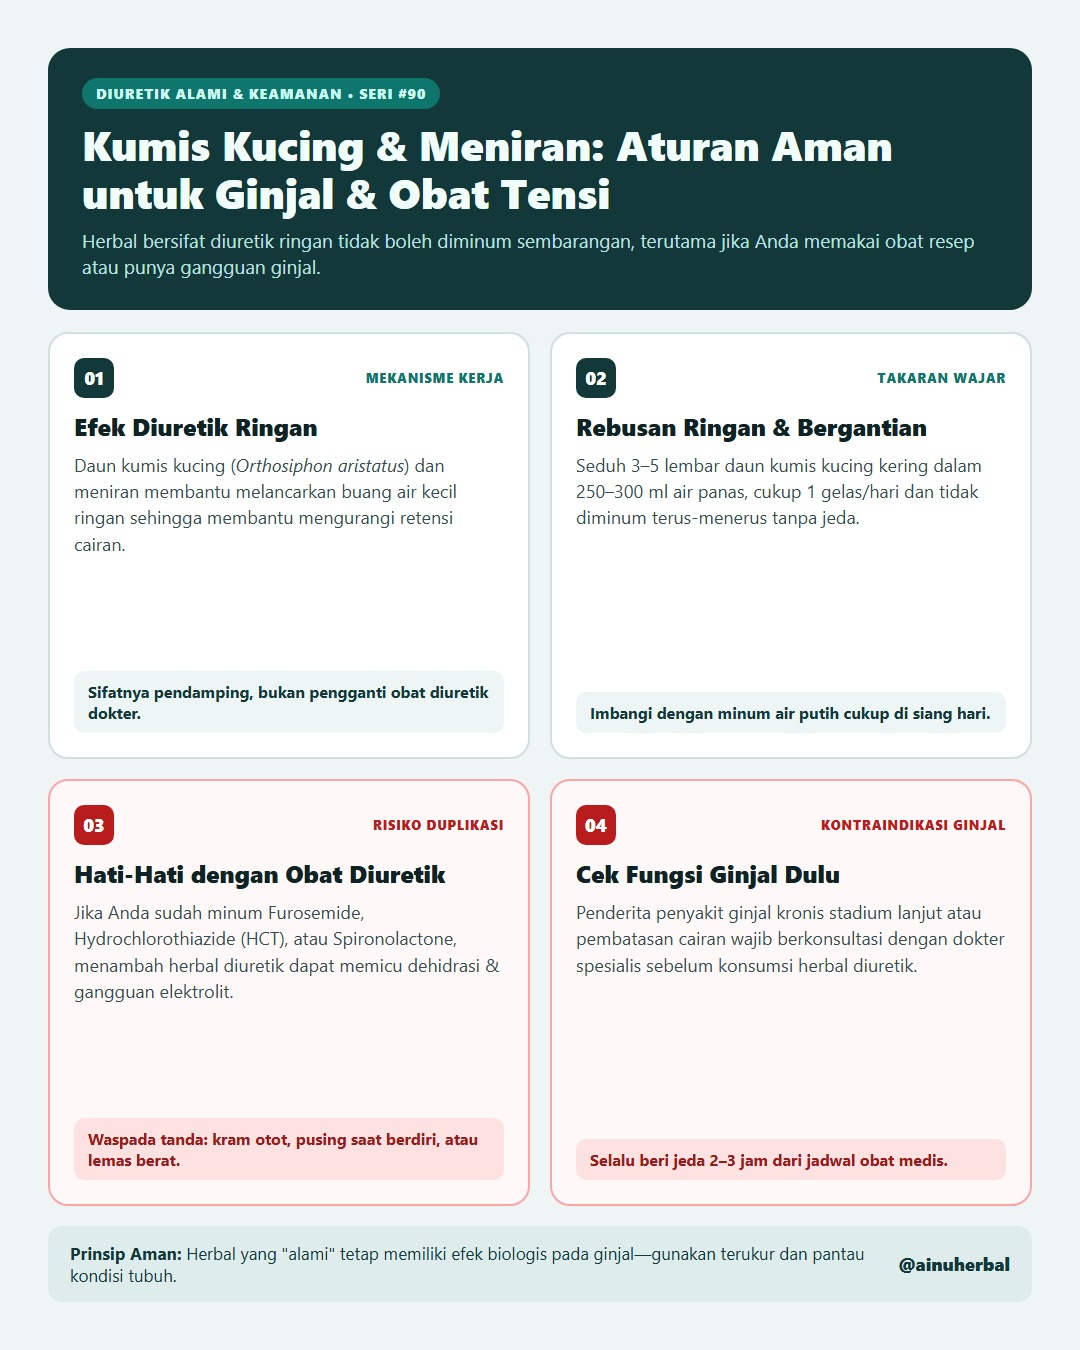 DIURETIK ALAMI & KEAMANAN • SERI #90
Kumis Kucing & Meniran: Aturan Aman
untuk Ginjal & Obat Tensi
Herbal bersifat diuretik ringan tidak boleh diminum sembarangan, terutama jika Anda memakai obat resep
atau punya gangguan ginjal.
01
MEKANISME KERJA
Efek Diuretik Ringan
Daun kumis kucing (Orthosiphon aristatus) dan
meniran membantu melancarkan buang air kecil
ringan sehingga membantu mengurangi retensi
cairan.
Sifatnya pendamping, bukan pengganti obat diuretik
dokter.
02
TAKARAN WAJAR
Rebusan Ringan & Bergantian
Seduh 3–5 lembar daun kumis kucing kering dalam
250–300 ml air panas, cukup 1 gelas/hari dan tidak
diminum terus-menerus tanpa jeda.
Imbangi dengan minum air putih cukup di siang hari.
03
RISIKO DUPLIKASI
Hati-Hati dengan Obat Diuretik
Jika Anda sudah minum Furosemide,
Hydrochlorothiazide (HCT), atau Spironolactone,
menambah herbal diuretik dapat memicu dehidrasi &
gangguan elektrolit.
Waspada tanda: kram otot, pusing saat berdiri, atau
lemas berat.
04
KONTRAINDIKASI GINJAL
Cek Fungsi Ginjal Dulu
Penderita penyakit ginjal kronis stadium lanjut atau
pembatasan cairan wajib berkonsultasi dengan dokter
spesialis sebelum konsumsi herbal diuretik.
Selalu beri jeda 2–3 jam dari jadwal obat medis.
Prinsip Aman: Herbal yang "alami" tetap memiliki efek biologis pada ginjal—gunakan terukur dan pantau
kondisi tubuh.
@ainuherbal